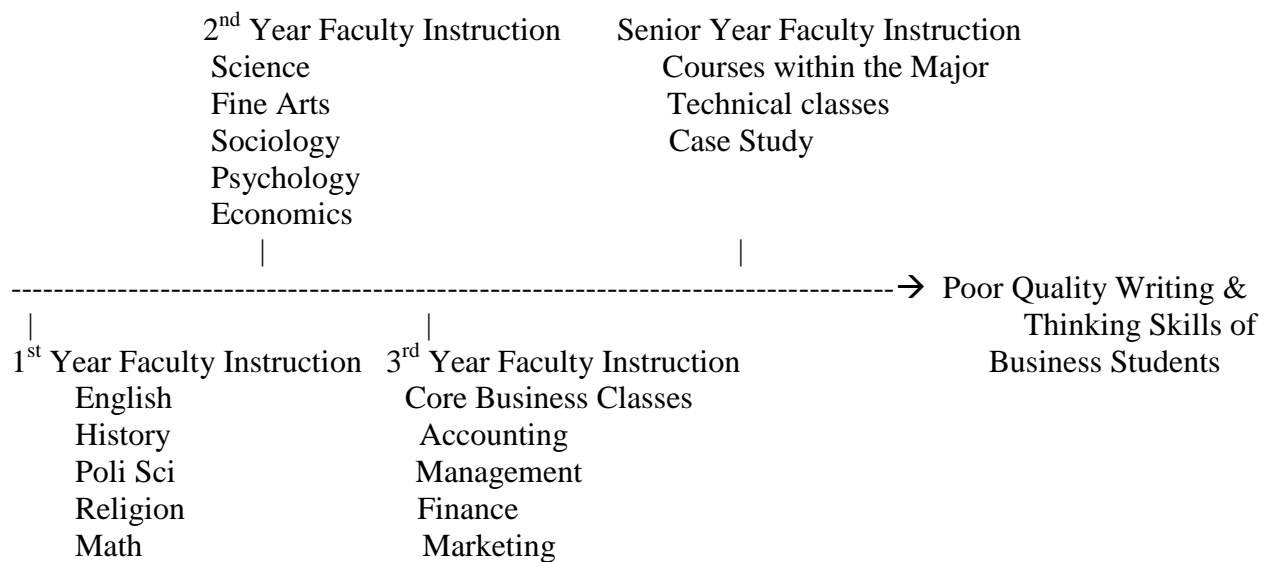 2nd Year Faculty Instruction
Science
Fine Arts
Sociology
Psychology
Economics
Senior Year Faculty Instruction
Courses within the Major
Technical classes
Case Study
Poor Quality Writing &
Thinking Skills of
Business Students
1st Year Faculty Instruction
English
History
Poli Sci
Religion
Math
3rd Year Faculty Instruction
Core Business Classes
Accounting
Management
Finance
Marketing